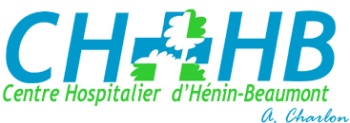 CH HB
Centre Hospitalier d'Hénin-Beaumont
A. Charlon